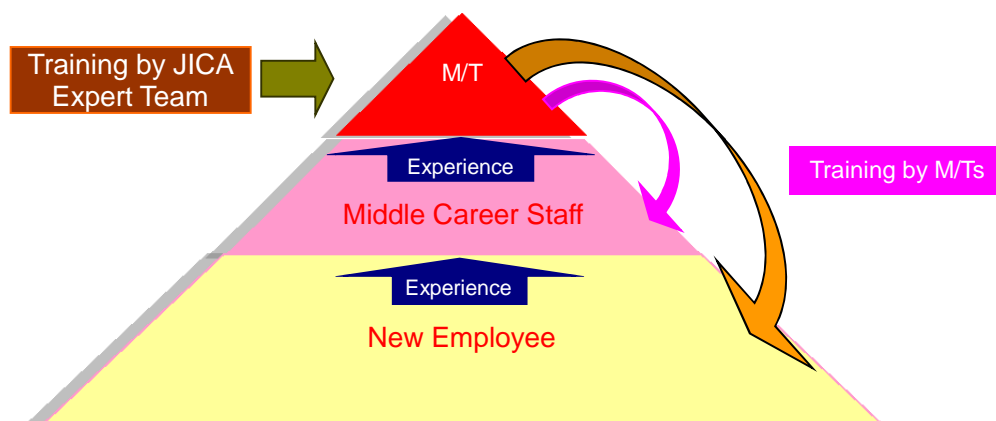 Training by JICA
Expert Team
M/T
Experience
Training by M/Ts
Middle Career Staff
Experience
New Employee